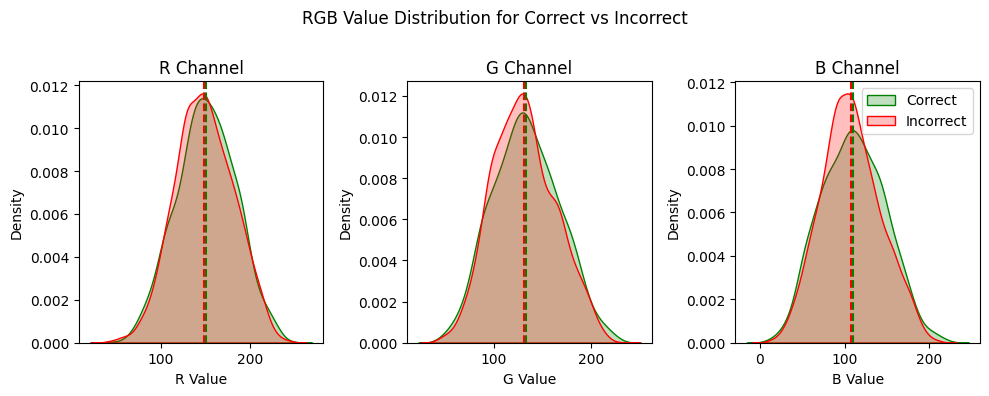 RGB Value Distribution for Correct vs Incorrect
R Channel
0.012
0.010
0.008
0.006
0.004
0.002
0.000
Density
100 200
R Value
G Channel
0.012
0.010
0.008
0.006
0.004
0.002
0.000
Density
100 200
G Value
B Channel
0.012
0.010
0.008
0.006
0.004
0.002
0.000
Density
0 100 200
B Value
Correct
Incorrect